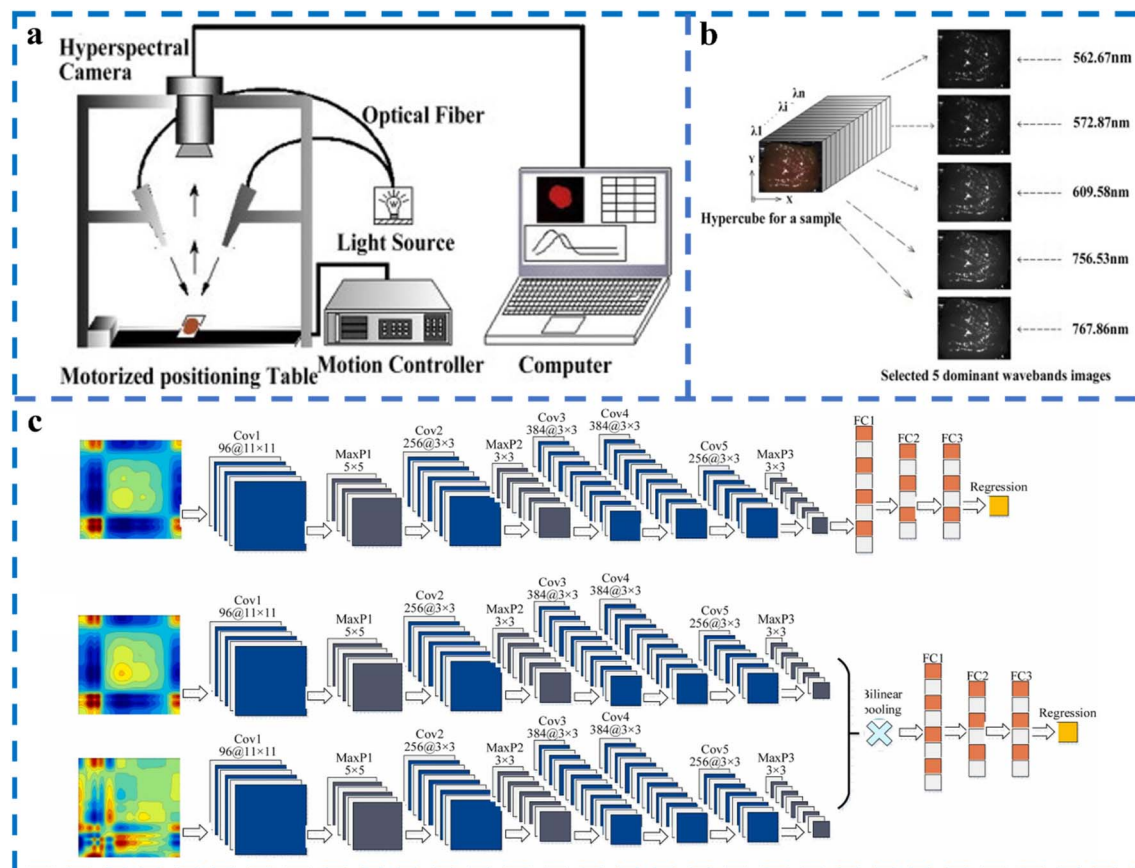 a
Hyperspectral
Camera
Optical Fiber
Light Source
Motorized positioning Table
Motion Controller
Computer
b
λ1
λi
λn
Y
X
Hypercube for a sample
562.67nm
572.87nm
609.58nm
756.53nm
767.86nm
Selected 5 dominant wavebands images
c
Cov1
96@11×11
MaxP1
5×5
Cov2
256@3×3
MaxP2
3×3
Cov3
384@3×3
Cov4
384@3×3
Cov5
256@3×3
MaxP3
3×3
FC1
FC2
FC3
Regression
Cov1
96@11×11
MaxP1
5×5
Cov2
256@3×3
MaxP2
3×3
Cov3
384@3×3
Cov4
384@3×3
Cov5
256@3×3
MaxP3
3×3
Bilinear
pooling
FC1
FC2
FC3
Regression
Cov1
96@11×11
MaxP1
5×5
Cov2
256@3×3
MaxP2
3×3
Cov3
384@3×3
Cov4
384@3×3
Cov5
256@3×3
MaxP3
3×3